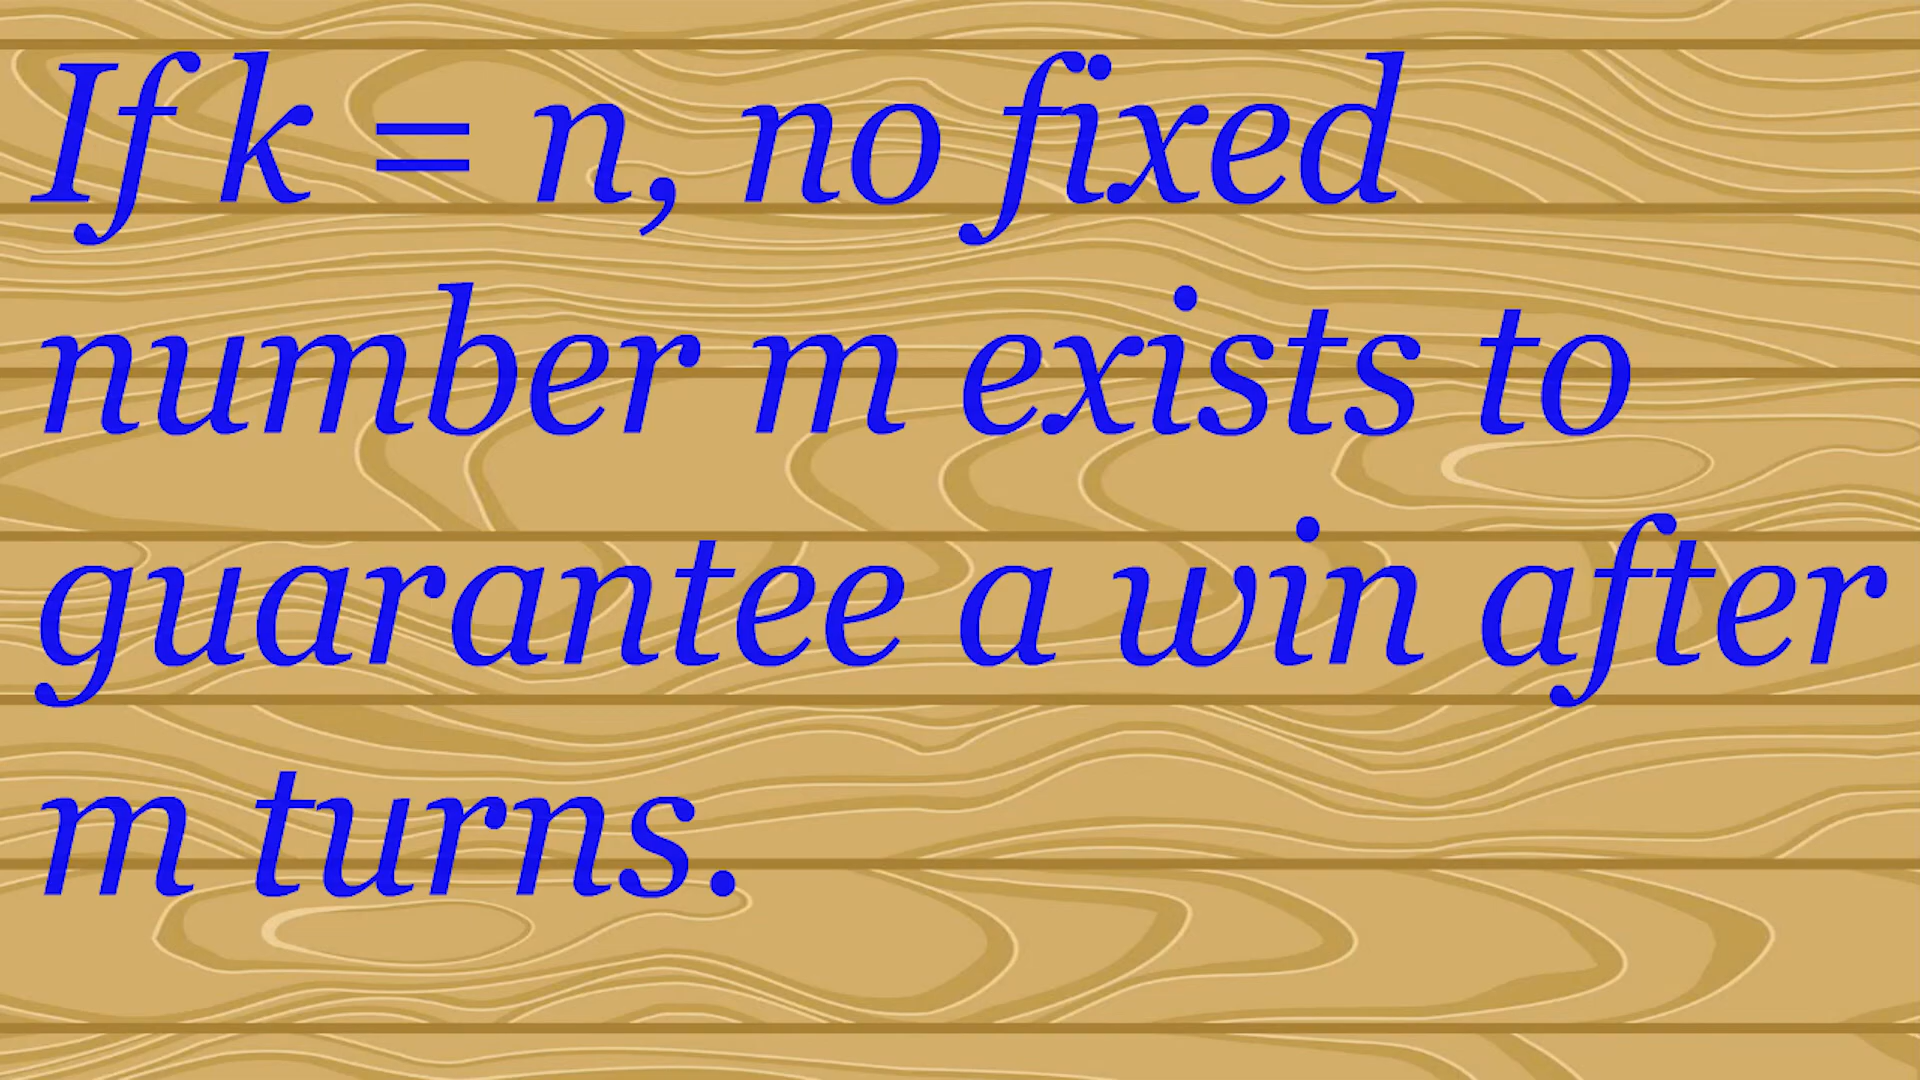 If k = n, no fixed
number m exists to
guarantee a win after
m turns.